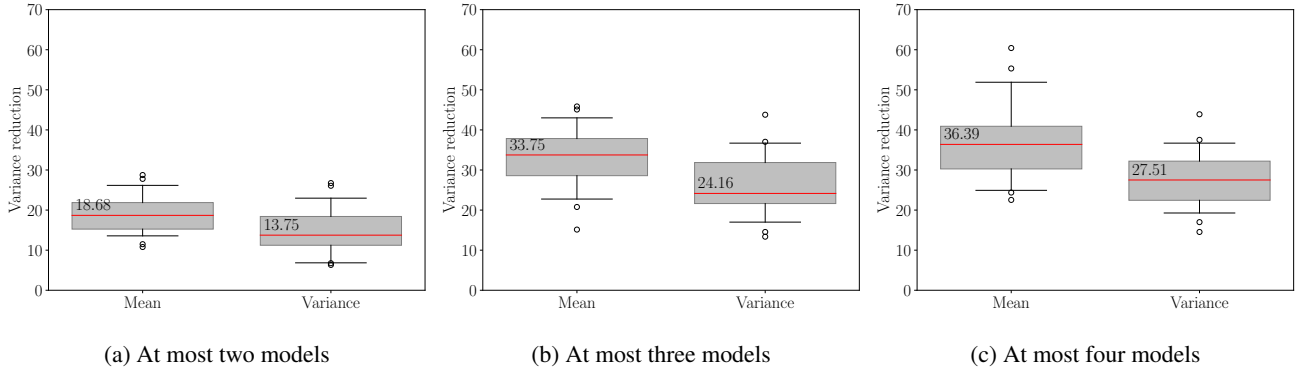 Variance reduction
70
60
50
40
30
20
10
0
18.68
13.75
Mean
Variance
(a) At most two models
Variance reduction
70
60
50
40
30
20
10
0
33.75
24.16
Mean
Variance
(b) At most three models
Variance reduction
70
60
50
40
30
20
10
0
36.39
27.51
Mean
Variance
(c) At most four models